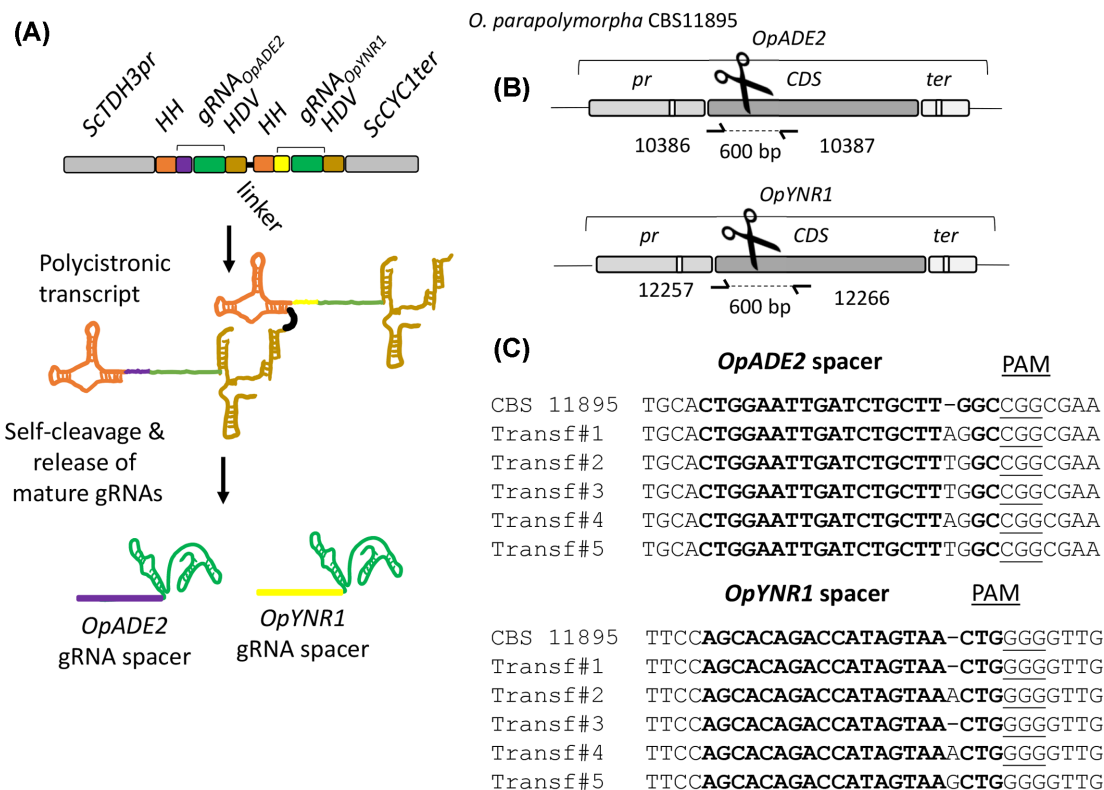 (A)
ScTDH3pr
HH
gRNA OpADE2
HDV
HH
gRNA OpYNR1
HDV
ScCYC1ter
linker
Polycistronic
transcript
Self-cleavage &
release of
mature gRNAs
OpADE2
gRNA spacer
OpYNR1
gRNA spacer
O. parapolymorpha CBS11895
(B)
OpADE2
pr CDS ter
10386 10387
600 bp
OpYNR1
pr CDS ter
12257 12266
600 bp
(C)
OpADE2 spacer PAM
CBS 11895 TGCACTGGAATTGATCTGCTT-GGCCGGCGAA
Transf#1 TGCACTGGAATTGATCTGCTTAGGCCGGCGAA
Transf#2 TGCACTGGAATTGATCTGCTTTGGCCGGCGAA
Transf#3 TGCACTGGAATTGATCTGCTTTGGCCGGCGAA
Transf#4 TGCACTGGAATTGATCTGCTTAGGCCGGCGAA
Transf#5 TGCACTGGAATTGATCTGCTTTGGCCGGCGAA
OpYNR1 spacer PAM
CBS 11895 TTCCAGCACAGACCATAGTAA-CTGGGGGTTG
Transf#1 TTCCAGCACAGACCATAGTAA-CTGGGGGTTG
Transf#2 TTCCAGCACAGACCATAGTAAACTGGGGGTTG
Transf#3 TTCCAGCACAGACCATAGTAA-CTGGGGGTTG
Transf#4 TTCCAGCACAGACCATAGTAAACTGGGGGTTG
Transf#5 TTCCAGCACAGACCATAGTAAGCTGGGGGTTG